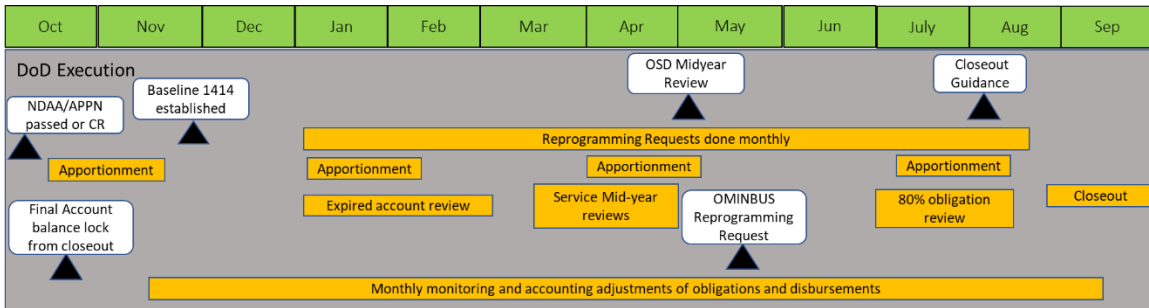 Oct Nov Dec Jan Feb Mar Apr May Jun July Aug Sep
DoD Execution
NDAA/APPN
passed or CR
Baseline 1414
established
OSD Midyear
Review
Closeout
Guidance
Reprogramming Requests done monthly
Apportionment
Apportionment
Apportionment
Apportionment
Expired account review
Service Mid-year
reviews
80% obligation
review
Closeout
Final Account
balance lock
from closeout
OMINBUS
Reprogramming
Request
Monthly monitoring and accounting adjustments of obligations and disbursements